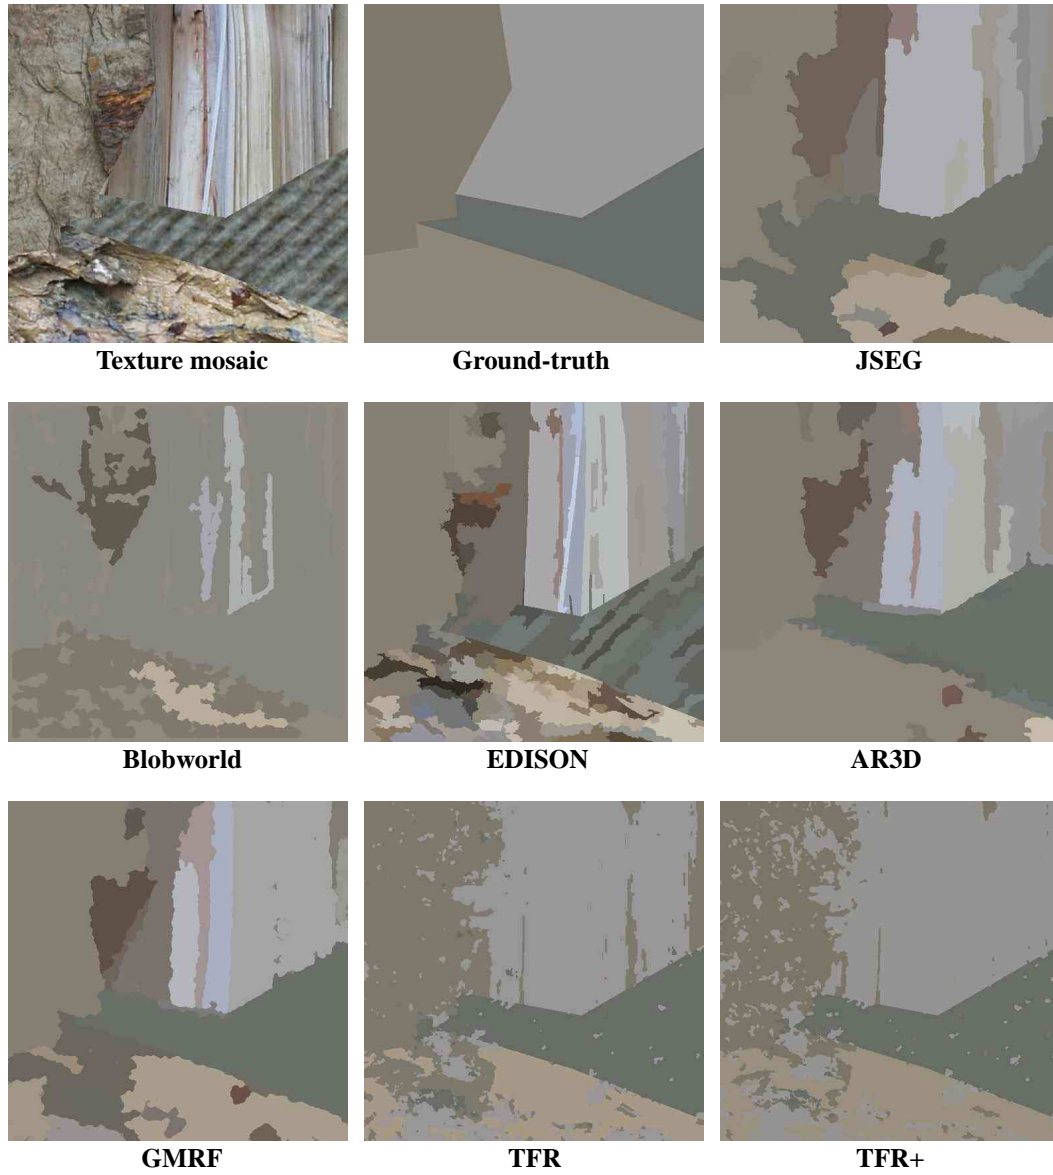 Texture mosaic
Ground-truth
JSEG
Blobworld
EDISON
AR3D
GMRF
TFR
TFR+